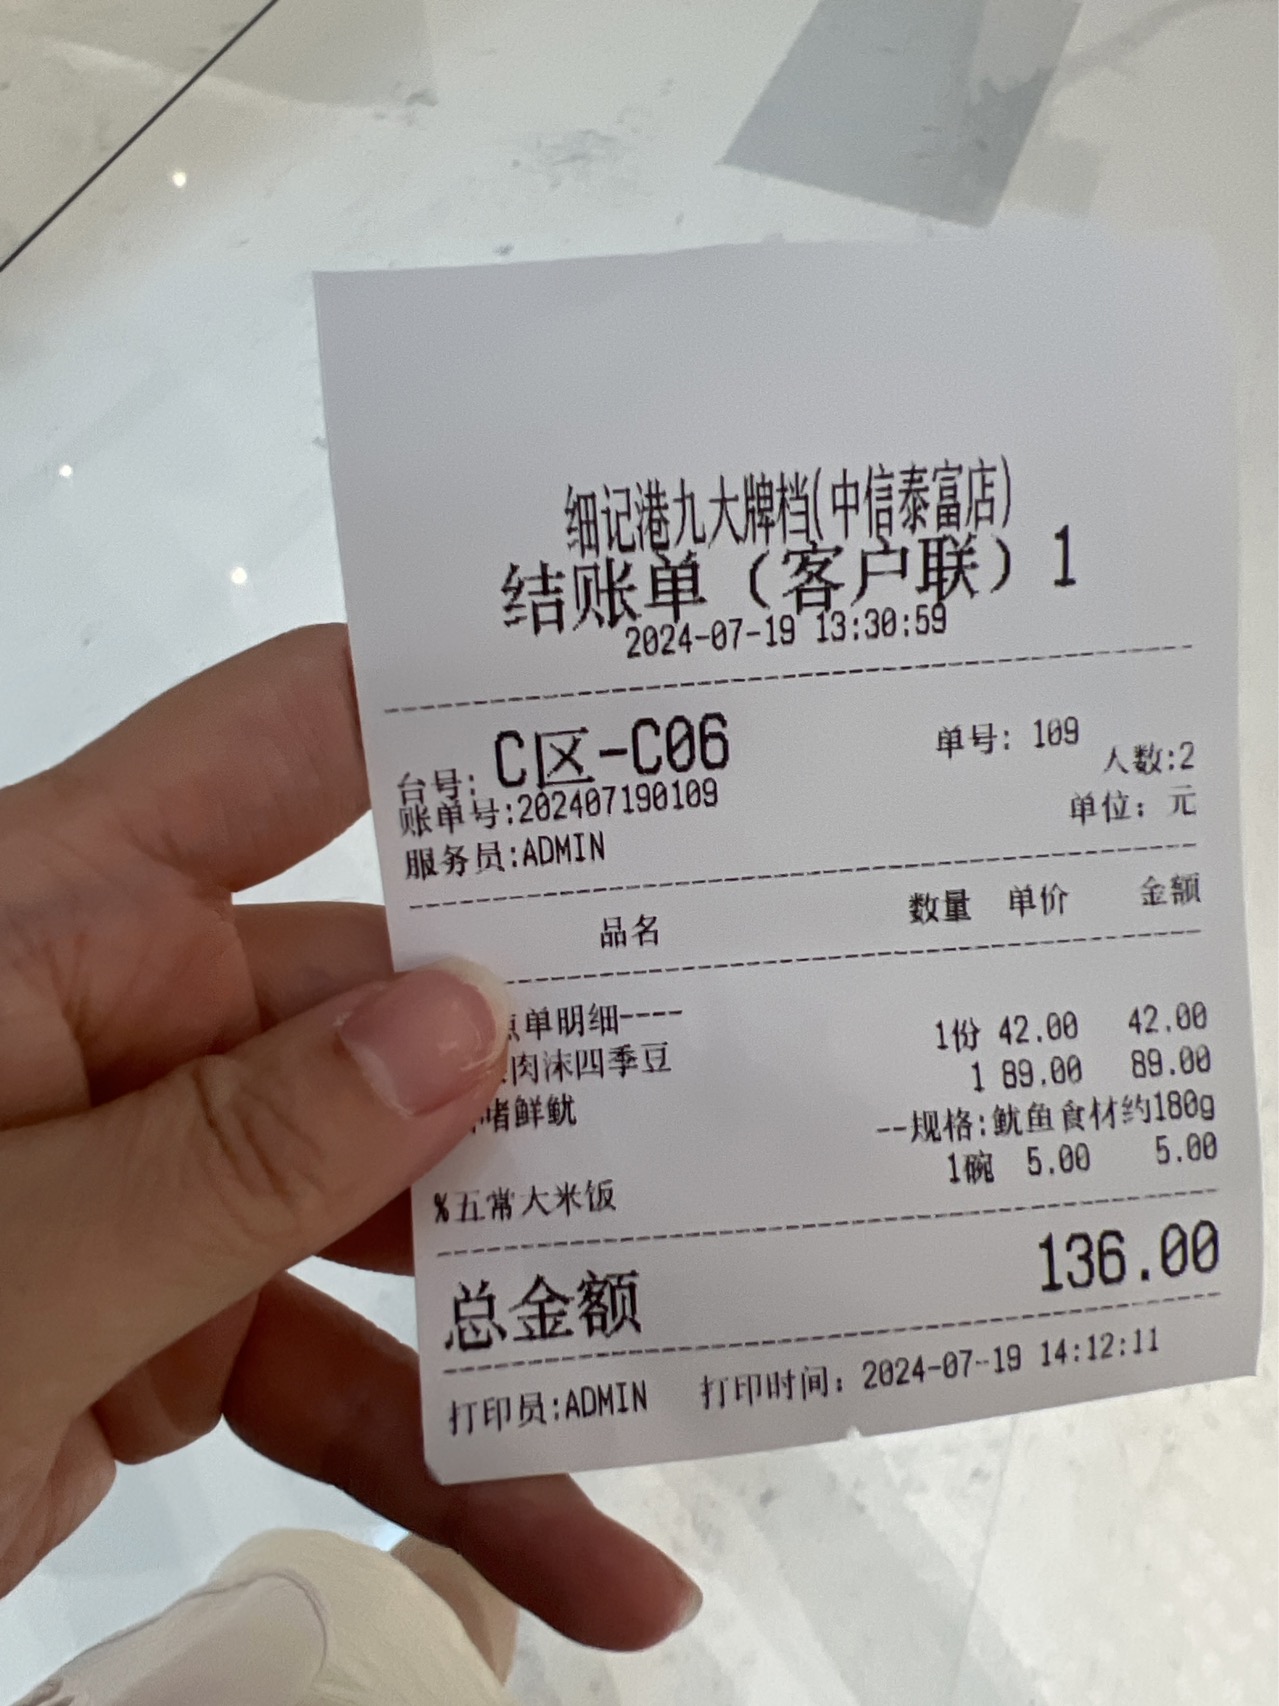 细记港九大牌档(中信泰富店)
结账单（客户联）1
2024-07-19 13:30:59
台号: C区-C06 单号: 109
人数:2
账单号:202407190109
单位: 元
服务员:ADMIN
品名 数量 单价 金额
点单明细----
肉沫四季豆 1份 42.00 42.00
啫鲜鱿 1 89.00 89.00
--规格:鱿鱼食材约180g
%五常大米饭 1碗 5.00 5.00
总金额 136.00
打印员:ADMIN 打印时间: 2024-07-19 14:12:11